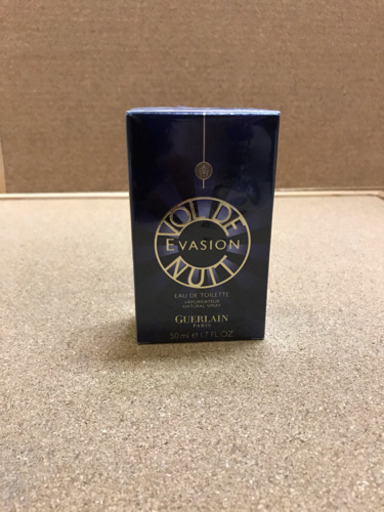 VOL DE
EVASION
NUIT
EAU DE TOILETTE
VAPORISATEUR
NATURAL SPRAY
GUERLAIN
PARIS
50 ml e 1.7 FL.OZ